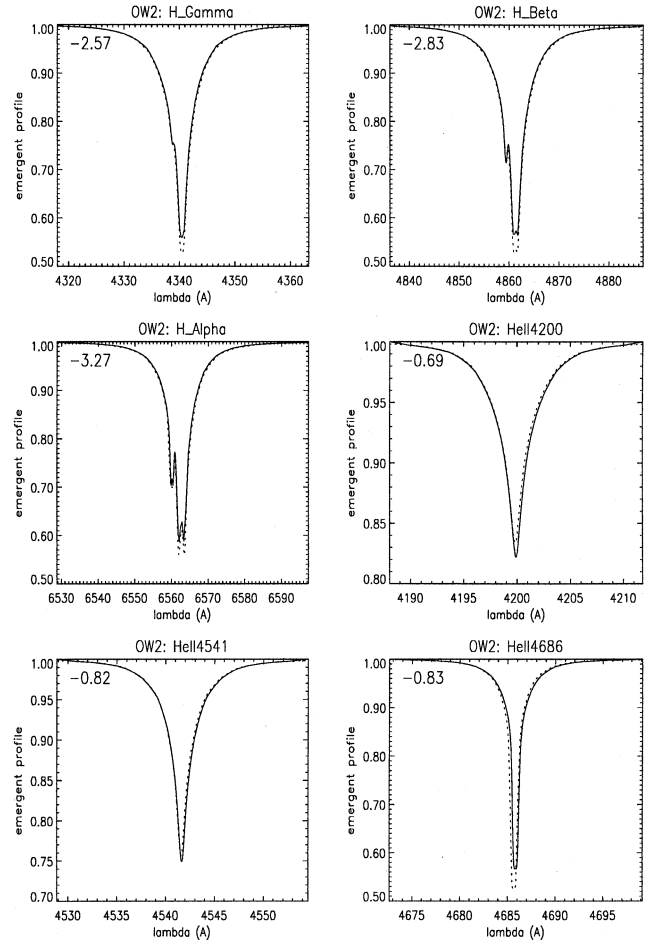 OW2: H_Gamma
−2.57
1.00
0.90
0.80
0.70
0.60
0.50
emergent profile
4320 4330 4340 4350 4360
lambda (A)
OW2: H_Beta
−2.83
1.00
0.90
0.80
0.70
0.60
0.50
emergent profile
4840 4850 4860 4870 4880
lambda (A)
OW2: H_Alpha
−3.27
1.00
0.90
0.80
0.70
0.60
0.50
emergent profile
6530 6540 6550 6560 6570 6580 6590
lambda (A)
OW2: HeII4200
−0.69
1.00
0.95
0.90
0.85
0.80
emergent profile
4190 4195 4200 4205 4210
lambda (A)
OW2: HeII4541
−0.82
1.00
0.95
0.90
0.85
0.80
0.75
0.70
emergent profile
4530 4535 4540 4545 4550
lambda (A)
OW2: HeII4686
−0.83
1.00
0.90
0.80
0.70
0.60
0.50
emergent profile
4675 4680 4685 4690 4695
lambda (A)